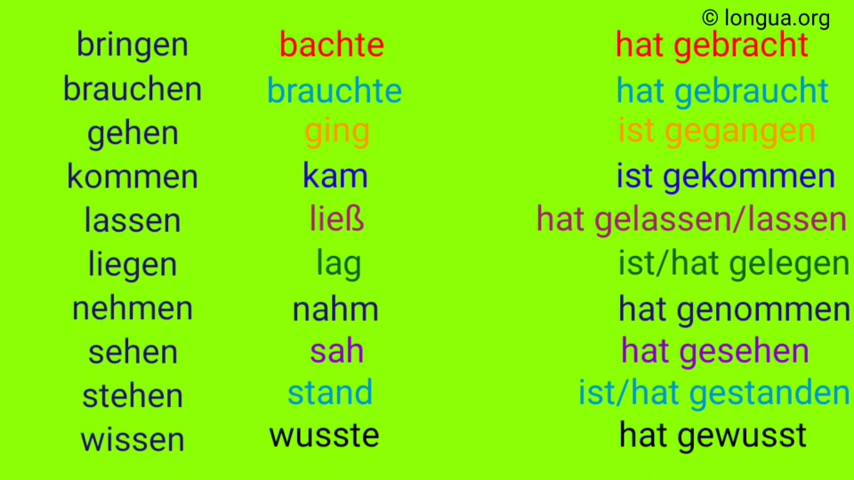 © longua.org
bringen bachte hat gebracht
brauchen brauchte hat gebraucht
gehen ging ist gegangen
kommen kam ist gekommen
lassen ließ hat gelassen/lassen
liegen lag ist/hat gelegen
nehmen nahm hat genommen
sehen sah hat gesehen
stehen stand ist/hat gestanden
wissen wusste hat gewusst